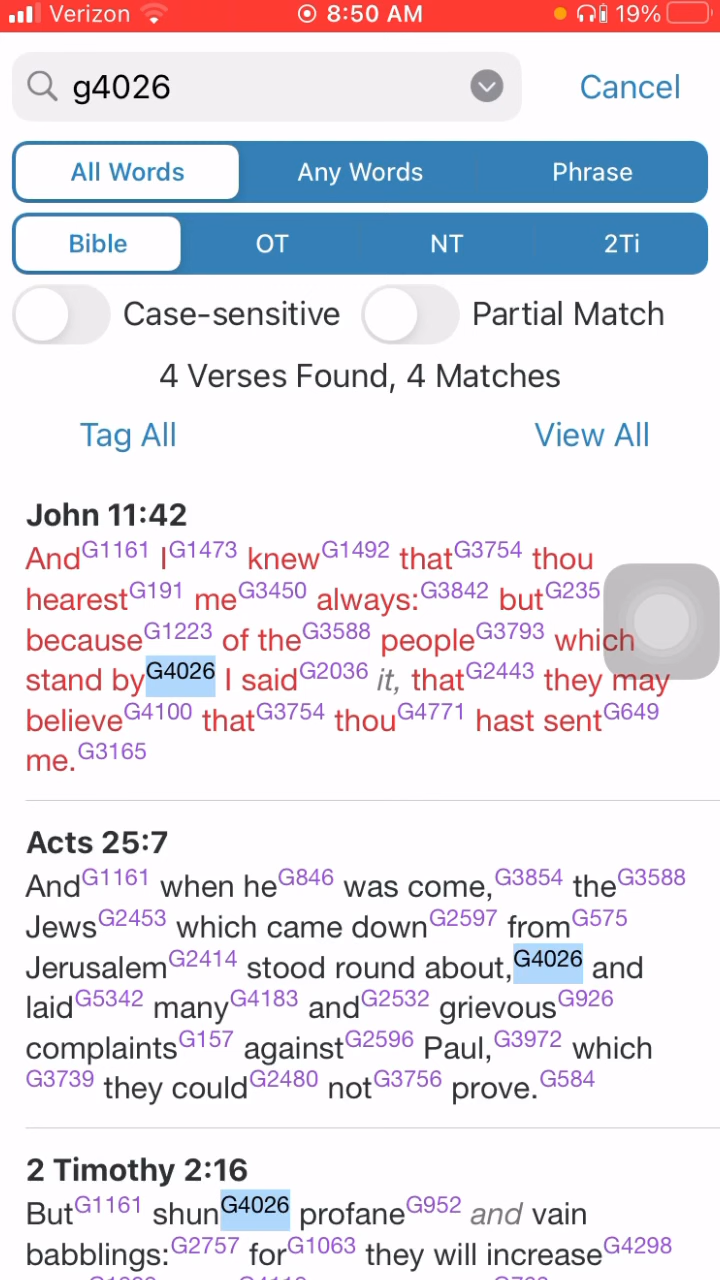 Verizon 8:50 AM 19%
g4026 Cancel
All Words Any Words Phrase
Bible OT NT 2Ti
Case-sensitive Partial Match
4 Verses Found, 4 Matches
Tag All View All
John 11:42
AndG1161 IG1473 knewG1492 thatG3754 thou
hearestG191 meG3450 always:G3842 butG235
becauseG1223 of theG3588 peopleG3793 which
stand byG4026 I saidG2036 it, thatG2443 they may
believeG4100 thatG3754 thouG4771 hast sentG649
me.G3165
Acts 25:7
AndG1161 when heG846 was come,G3854 theG3588
JewsG2453 which came downG2597 fromG575
JerusalemG2414 stood round about,G4026 and
laidG5342 manyG4183 andG2532 grievousG926
complaintsG157 againstG2596 Paul,G3972 which
G3739 they couldG2480 notG3756 prove.G584
2 Timothy 2:16
ButG1161 shunG4026 profaneG952 and vain
babblings:G2757 forG1063 they will increaseG4298